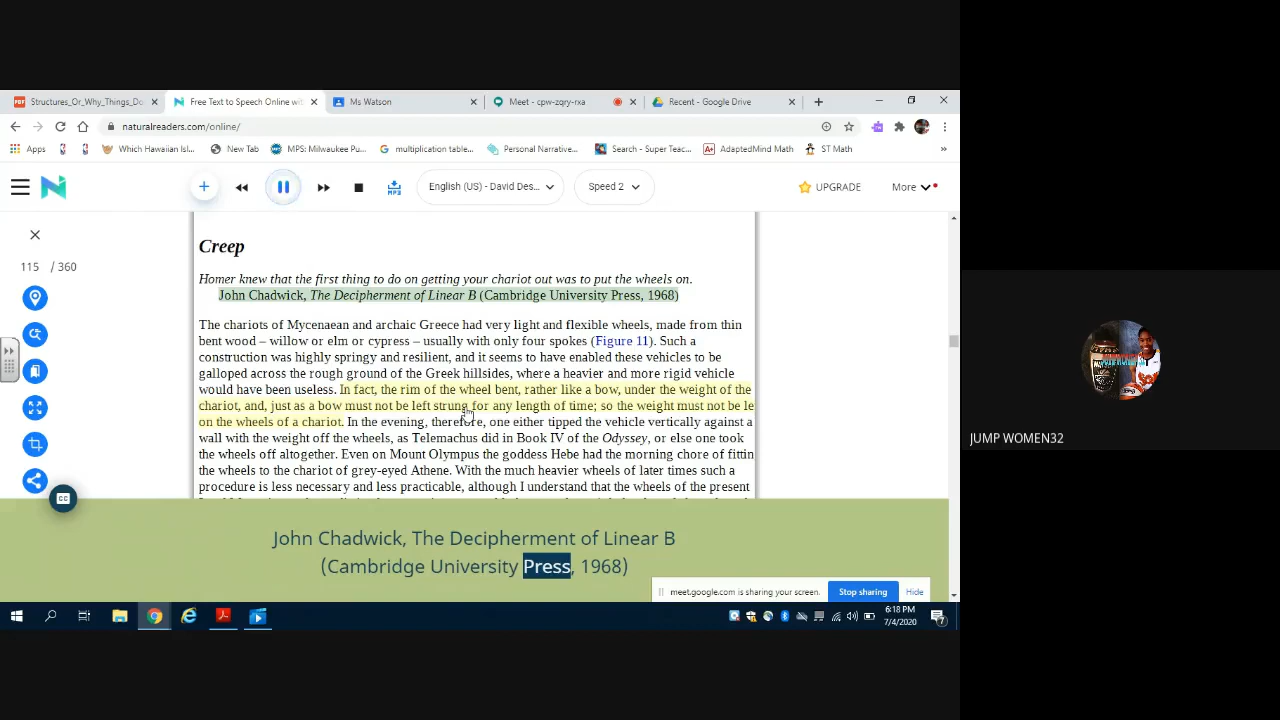 Structures_Or_Why_Things_Do
Free Text to Speech Online wit
Ms Watson
Meet - cpw-zqry-rxa
Recent - Google Drive
naturalreaders.com/online/
Apps
Which Hawaiian Isl...
New Tab
MPS: Milwaukee Pu...
multiplication table...
Personal Narrative...
Search - Super Teac...
AdaptedMind Math
ST Math
MP3
English (US) - David Des...
Speed 2
UPGRADE
More
115 / 360
Creep
Homer knew that the first thing to do on getting your chariot out was to put the wheels on.
John Chadwick, The Decipherment of Linear B (Cambridge University Press, 1968)
The chariots of Mycenaean and archaic Greece had very light and flexible wheels, made from thin
bent wood – willow or elm or cypress – usually with only four spokes (Figure 11). Such a
construction was highly springy and resilient, and it seems to have enabled these vehicles to be
galloped across the rough ground of the Greek hillsides, where a heavier and more rigid vehicle
would have been useless. In fact, the rim of the wheel bent, rather like a bow, under the weight of the
chariot, and, just as a bow must not be left strung for any length of time; so the weight must not be le
on the wheels of a chariot. In the evening, therefore, one either tipped the vehicle vertically against a
wall with the weight off the wheels, as Telemachus did in Book IV of the Odyssey, or else one took
the wheels off altogether. Even on Mount Olympus the goddess Hebe had the morning chore of fittin
the wheels to the chariot of grey-eyed Athene. With the much heavier wheels of later times such a
procedure is less necessary and less practicable, although I understand that the wheels of the present
CC
John Chadwick, The Decipherment of Linear B
(Cambridge University Press, 1968)
meet.google.com is sharing your screen.
Stop sharing
Hide
6:18 PM
7/4/2020
7
JUMP WOMEN32